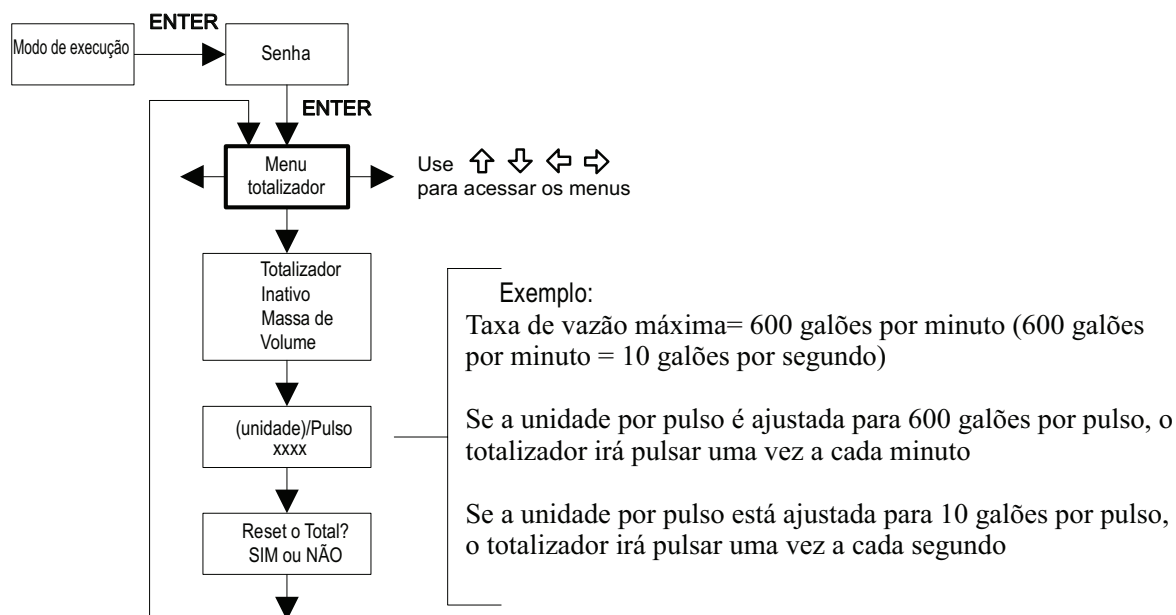 ENTER
Modo de execução
Senha
ENTER
Menu
totalizador
Use
para acessar os menus
Totalizador
Inativo
Massa de
Volume
(unidade)/Pulso
xxxx
Reset o Total?
SIM ou NÃO
Exemplo:
Taxa de vazão máxima= 600 galões por minuto (600 galões
por minuto = 10 galões por segundo)
Se a unidade por pulso é ajustada para 600 galões por pulso, o
totalizador irá pulsar uma vez a cada minuto
Se a unidade por pulso está ajustada para 10 galões por pulso,
o totalizador irá pulsar uma vez a cada segundo